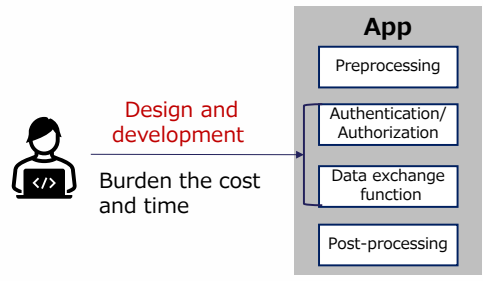 App
Preprocessing
Design and
development
Authentication/
Authorization
</>
Burden the cost
and time
Data exchange
function
Post-processing